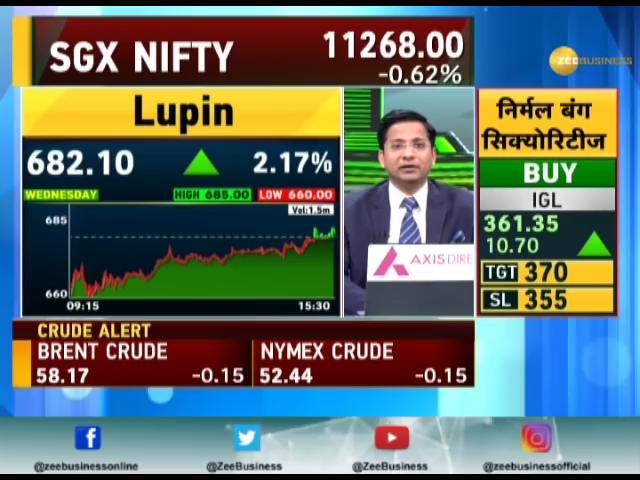 SGX NIFTY
11268.00
-0.62%
ZEEBUSINESS
Lupin
682.10
2.17%
WEDNESDAY
HIGH 685.00
LOW 660.00
Vol:1.5m
685
660
09:15
15:30
AXIS DIRE
निर्मल बंग
सिक्योरिटीज
BUY
IGL
361.35
10.70
TGT 370
SL 355
CRUDE ALERT
BRENT CRUDE
58.17 -0.15
NYMEX CRUDE
52.44 -0.15
@zeebusinessonline
@ZeeBusiness
@ZeeBusiness
@zeebusinessofficial